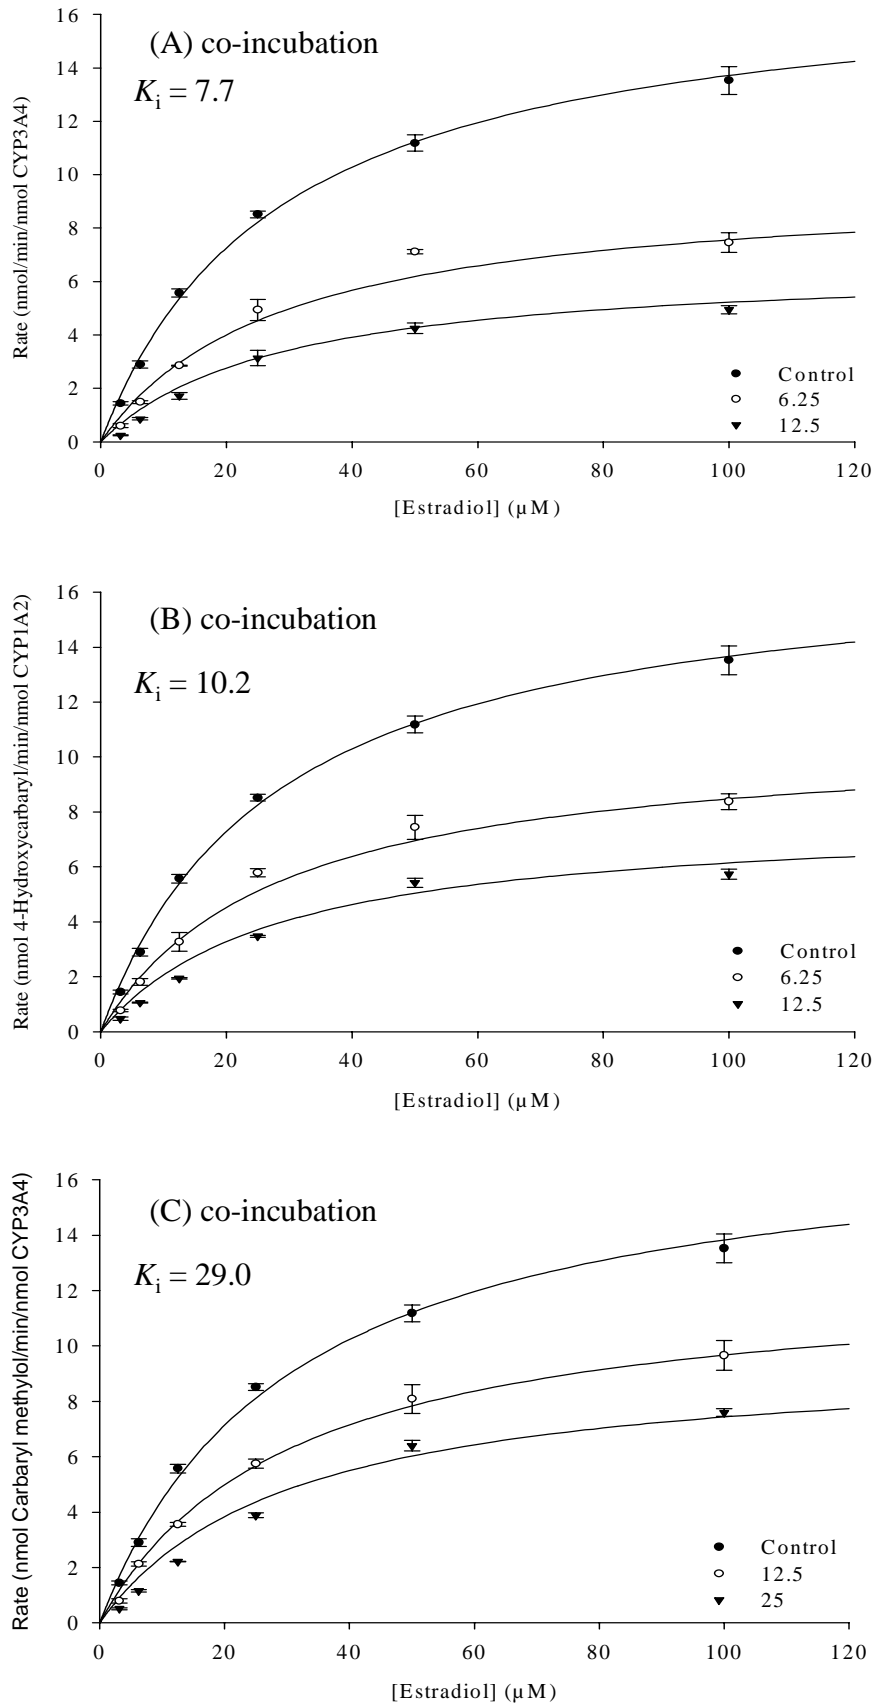 16
(A) co-incubation
14
Ki = 7.7
12
10
8
6
4
2
0
Rate (nmol/min/nmol CYP3A4)
Control
6.25
12.5
0 20 40 60 80 100 120
[Estradiol] (µM)
16
(B) co-incubation
14
Ki = 10.2
12
10
8
6
4
2
0
Rate (nmol 4-Hydroxycarbaryl/min/nmol CYP1A2)
Control
6.25
12.5
0 20 40 60 80 100 120
[Estradiol] (µM)
16
(C) co-incubation
14
Ki = 29.0
12
10
8
6
4
2
0
Rate (nmol Carbaryl methylol/min/nmol CYP3A4)
Control
12.5
25
0 20 40 60 80 100 120
[Estradiol] (µM)